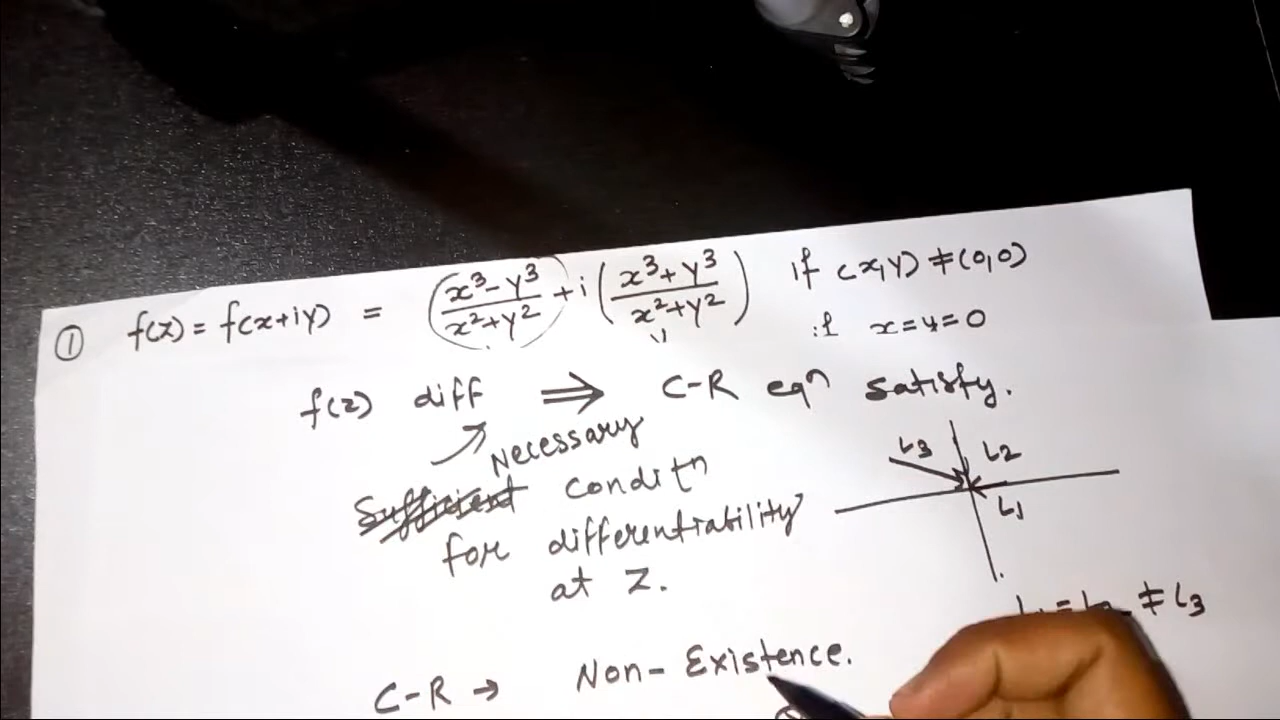 ① f(z) = f(x+iy) = (x³-y³/x²+y²) + i (x³+y³/x²+y²) if (x,y) ≠ (0,0)
if x=y=0
f(z) diff ⇒ C-R eqⁿ satisfy.
Necessary
Sufficient conditⁿ
for differentiability
at z.
L3 L2
L1
≠ L3
C-R → Non-Existence.